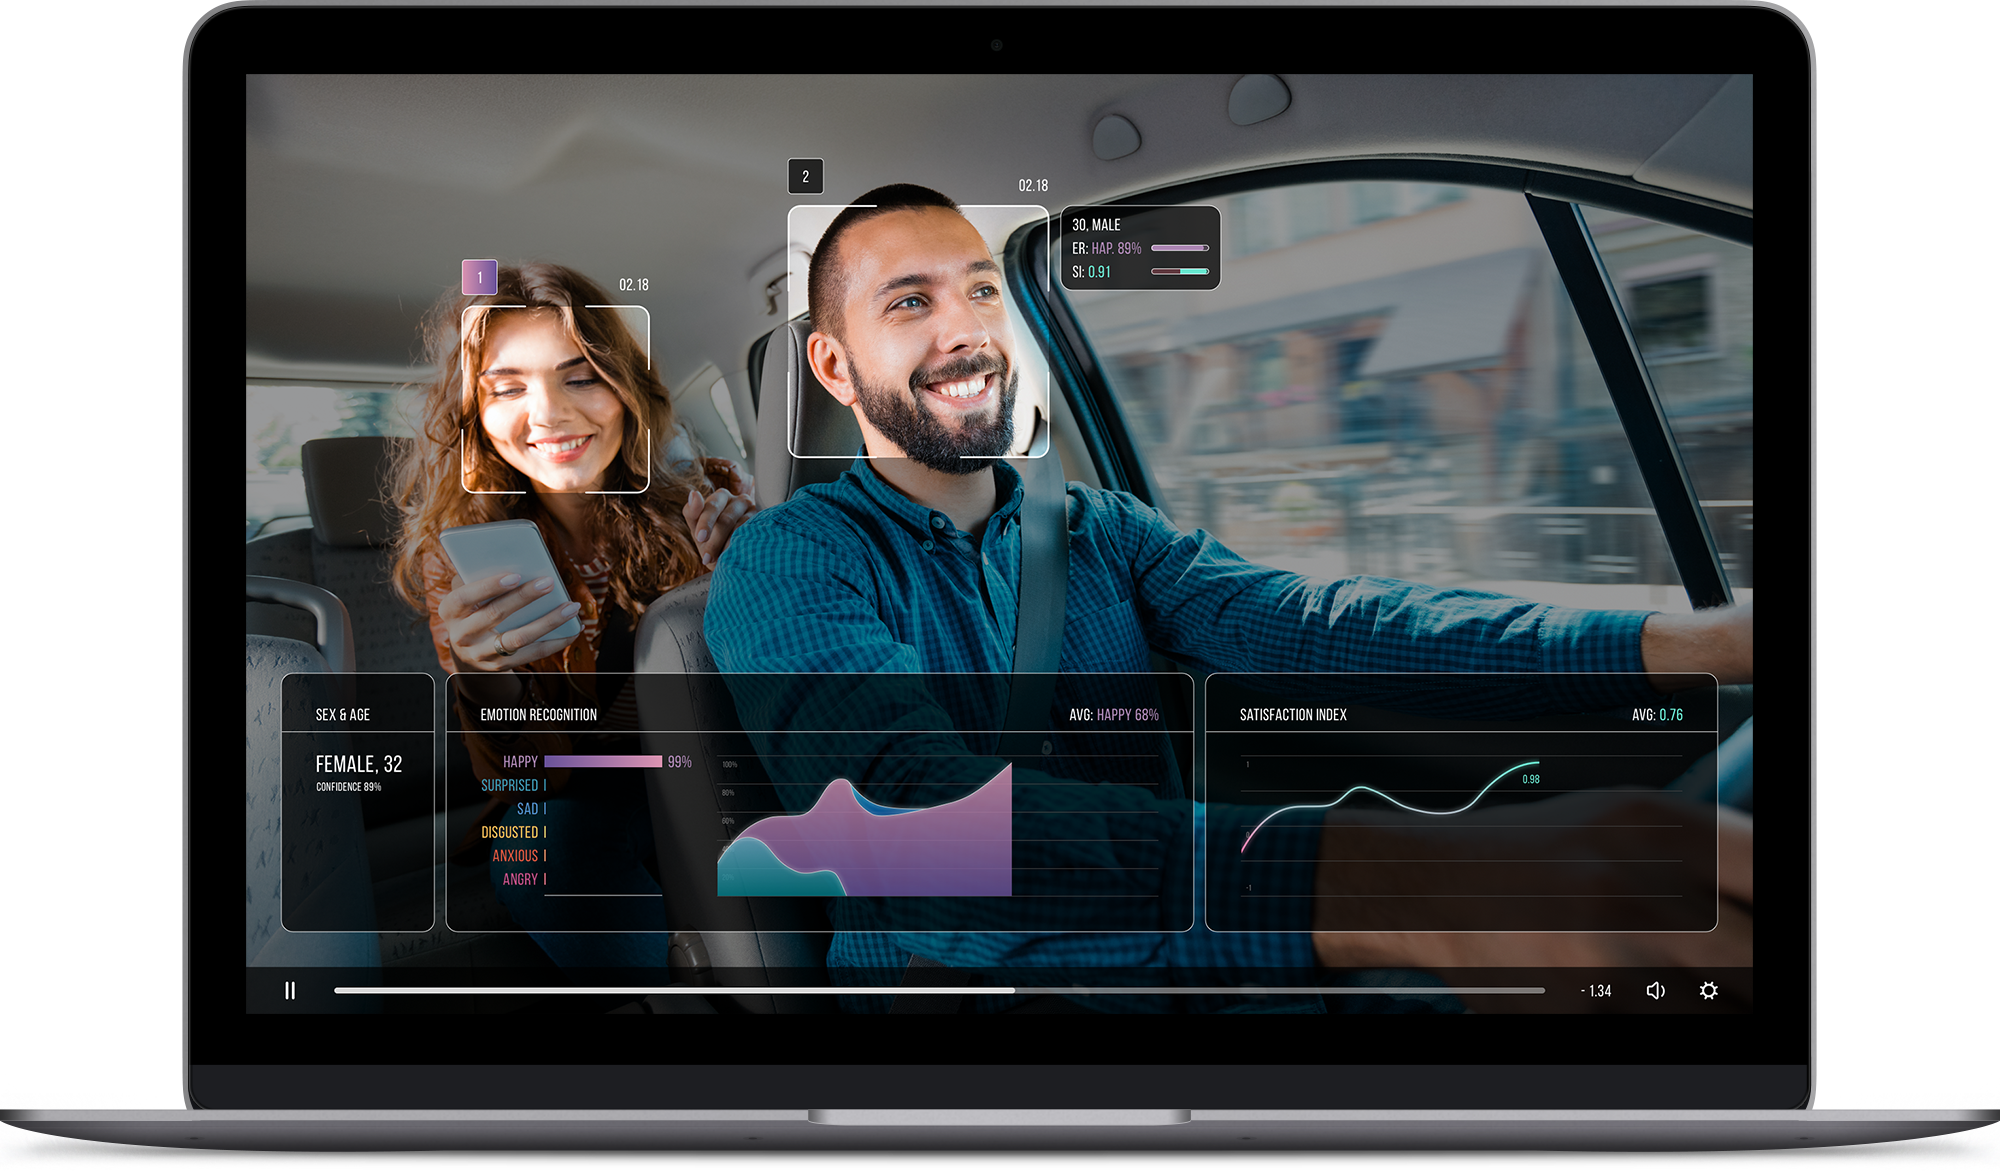 2
02.18
30, MALE
ER: HAP. 89%
SI: 0.91
1
02.18
SEX & AGE
FEMALE, 32
CONFIDENCE 89%
EMOTION RECOGNITION
AVG: HAPPY 68%
HAPPY 99%
SURPRISED
SAD
DISGUSTED
ANXIOUS
ANGRY
100%
80%
60%
SATISFACTION INDEX
AVG: 0.76
1
0.98
0
-1
- 1.34